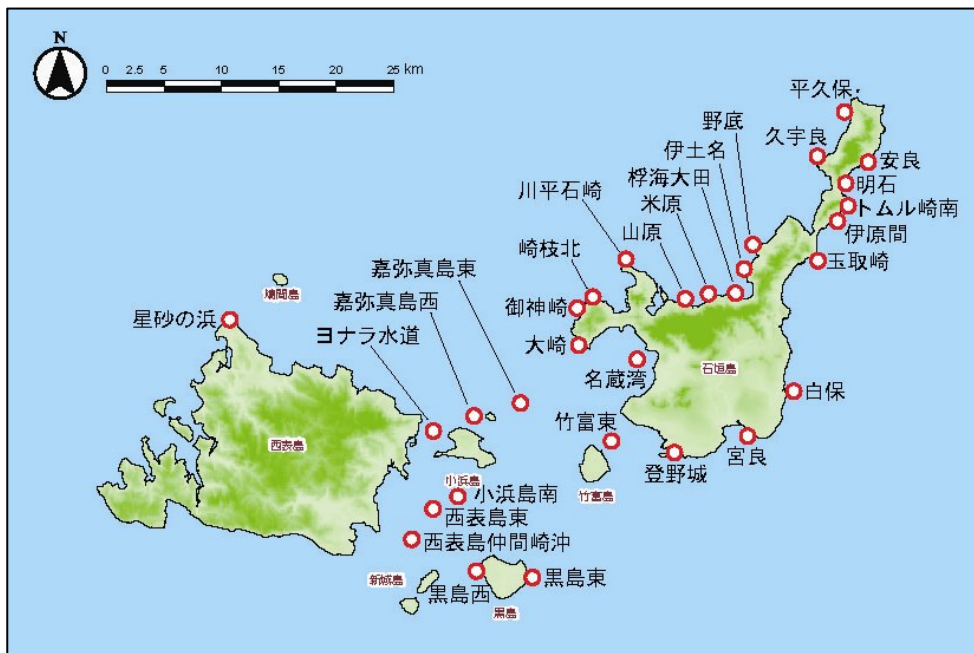 N
0 2.5 5 10 15 20 25 km
平久保
野底
久宇良
伊土名
安良
桴海大田
明石
川平石崎
米原
トムル崎南
山原
伊原間
崎枝北
玉取崎
嘉弥真島東
鳩間島
嘉弥真島西
御神崎
星砂の浜
ヨナラ水道
大崎
名蔵湾
石垣島
白保
竹富東
西表島
宮良
登野城
小浜島
小浜島南
竹富島
西表島東
西表島仲間崎沖
新城島
黒島西
黒島東
黒島